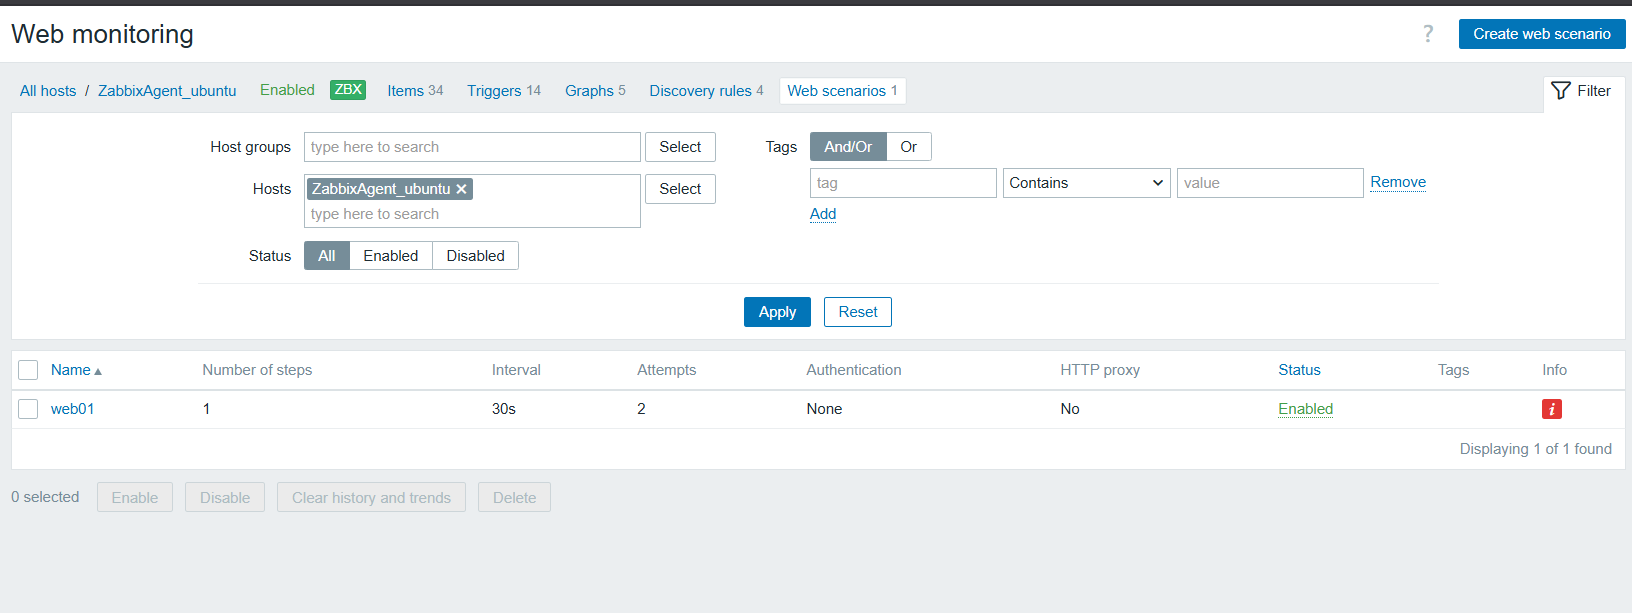 Web monitoring
? Create web scenario
All hosts / ZabbixAgent_ubuntu Enabled ZBX Items 34 Triggers 14 Graphs 5 Discovery rules 4 Web scenarios 1 Filter
Host groups type here to search Select Tags And/Or Or
Hosts ZabbixAgent_ubuntu Select tag Contains value Remove
type here to search Add
Status All Enabled Disabled
Apply Reset
Name Number of steps Interval Attempts Authentication HTTP proxy Status Tags Info
web01 1 30s 2 None No Enabled i
Displaying 1 of 1 found
0 selected Enable Disable Clear history and trends Delete